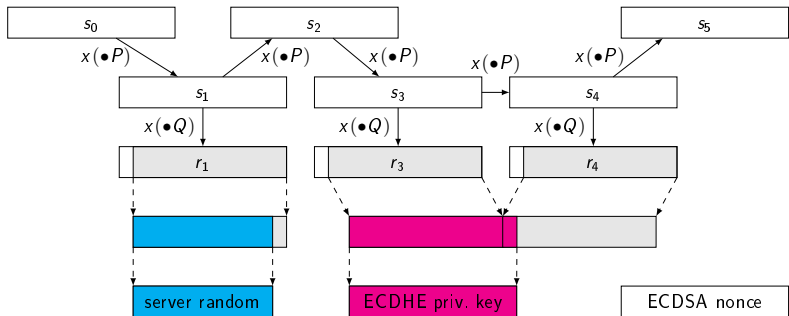 s₀ s₂ s₅
x(●P) x(●P) x(●P) x(●P) x(●P)
s₁ s₃ s₄
x(●Q) x(●Q) x(●Q)
r₁ r₃ r₄
server random ECDHE priv. key ECDSA nonce